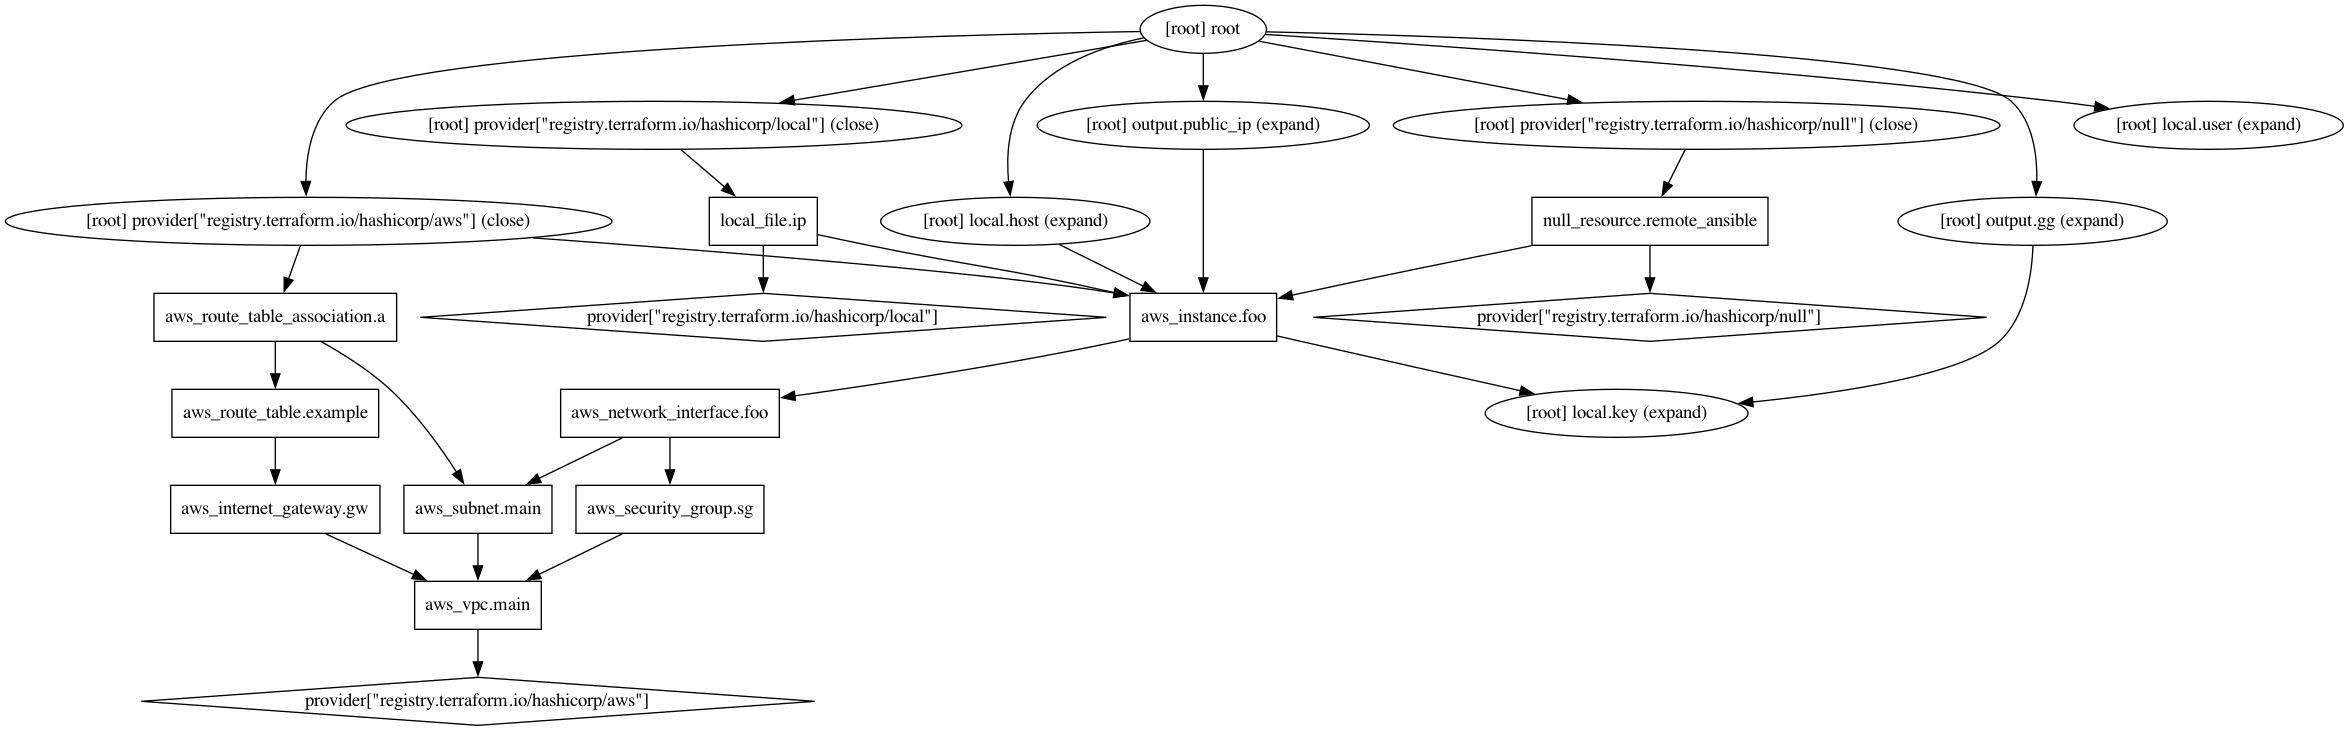 [root] root
[root] provider["registry.terraform.io/hashicorp/local"] (close)
[root] output.public_ip (expand)
[root] provider["registry.terraform.io/hashicorp/null"] (close)
[root] local.user (expand)
[root] provider["registry.terraform.io/hashicorp/aws"] (close)
local_file.ip
[root] local.host (expand)
null_resource.remote_ansible
[root] output.gg (expand)
aws_route_table_association.a
provider["registry.terraform.io/hashicorp/local"]
aws_instance.foo
provider["registry.terraform.io/hashicorp/null"]
aws_route_table.example
aws_network_interface.foo
[root] local.key (expand)
aws_internet_gateway.gw
aws_subnet.main
aws_security_group.sg
aws_vpc.main
provider["registry.terraform.io/hashicorp/aws"]